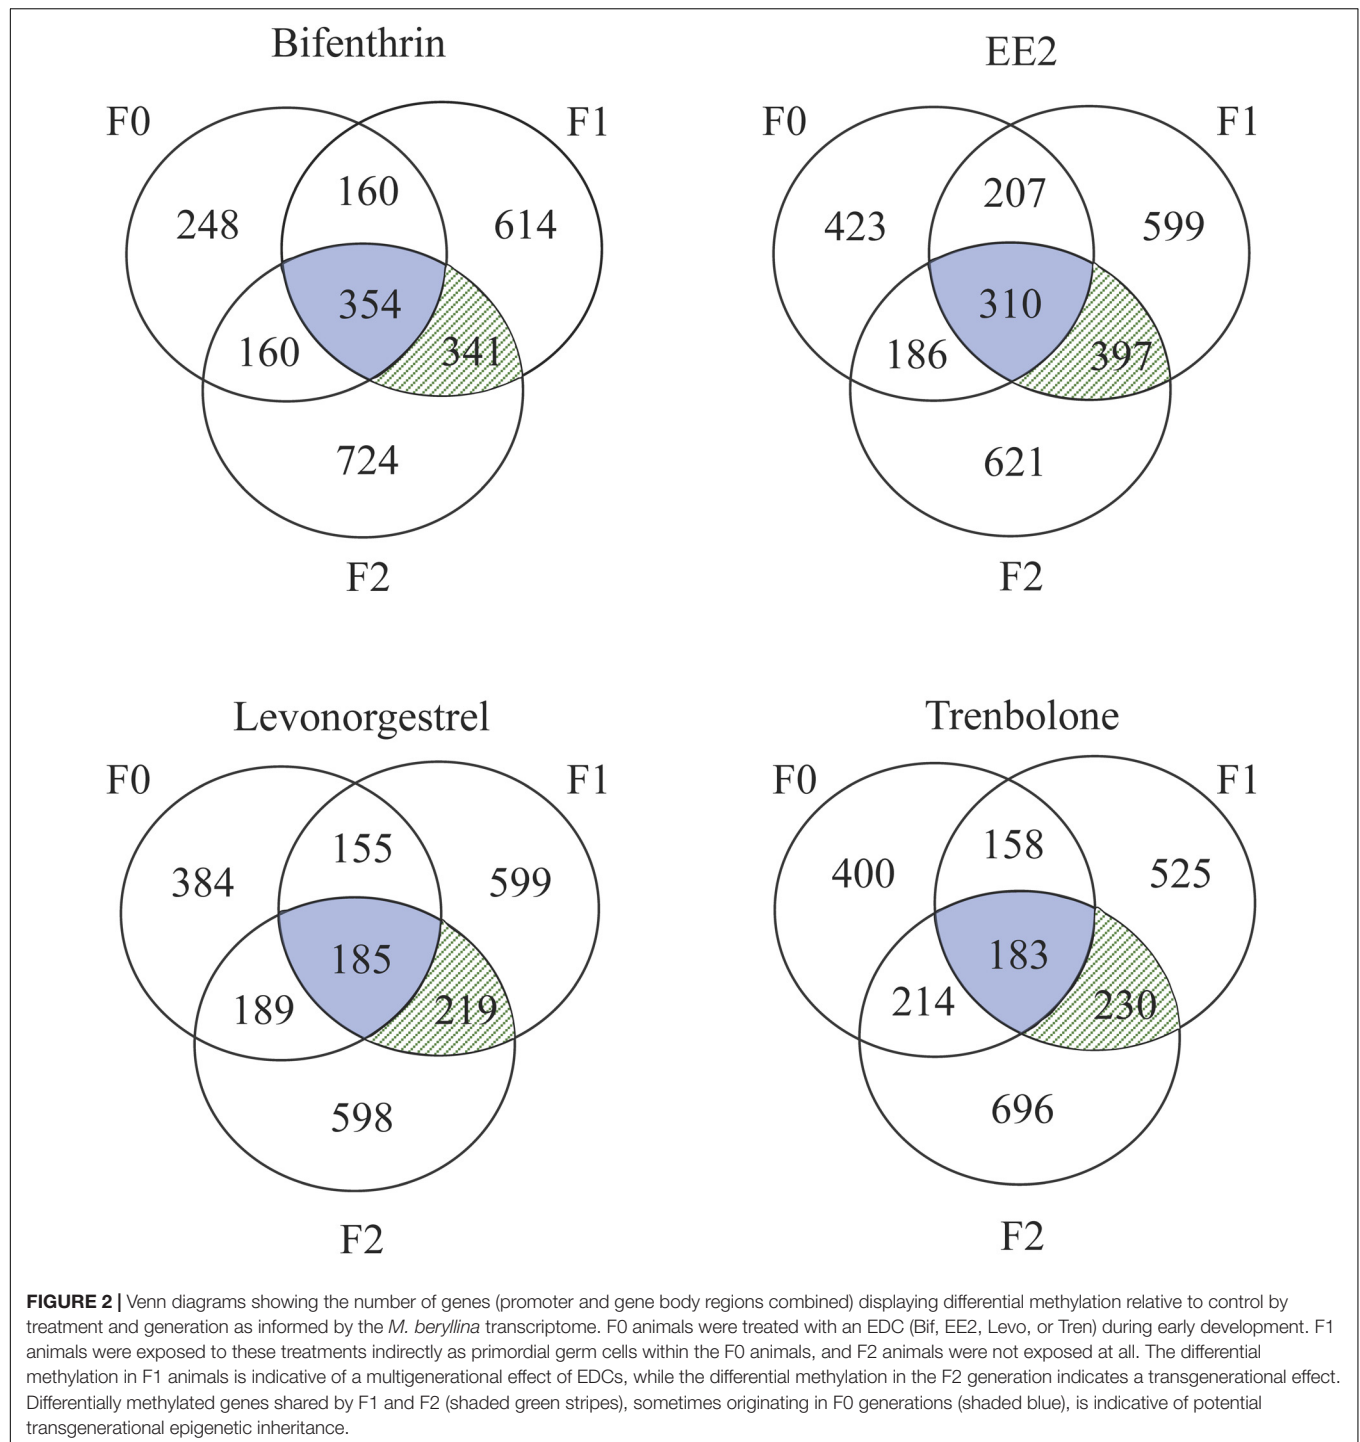 Bifenthrin
F0
F1
160
248
614
354
160
341
724
F2
EE2
F0
F1
207
423
599
310
186
397
621
F2
Levonorgestrel
F0
F1
155
384
599
185
189
219
598
F2
Trenbolone
F0
F1
158
400
525
183
214
230
696
F2
FIGURE 2 | Venn diagrams showing the number of genes (promoter and gene body regions combined) displaying differential methylation relative to control by
treatment and generation as informed by the M. beryllina transcriptome. F0 animals were treated with an EDC (Bif, EE2, Levo, or Tren) during early development. F1
animals were exposed to these treatments indirectly as primordial germ cells within the F0 animals, and F2 animals were not exposed at all. The differential
methylation in F1 animals is indicative of a multigenerational effect of EDCs, while the differential methylation in the F2 generation indicates a transgenerational effect.
Differentially methylated genes shared by F1 and F2 (shaded green stripes), sometimes originating in F0 generations (shaded blue), is indicative of potential
transgenerational epigenetic inheritance.